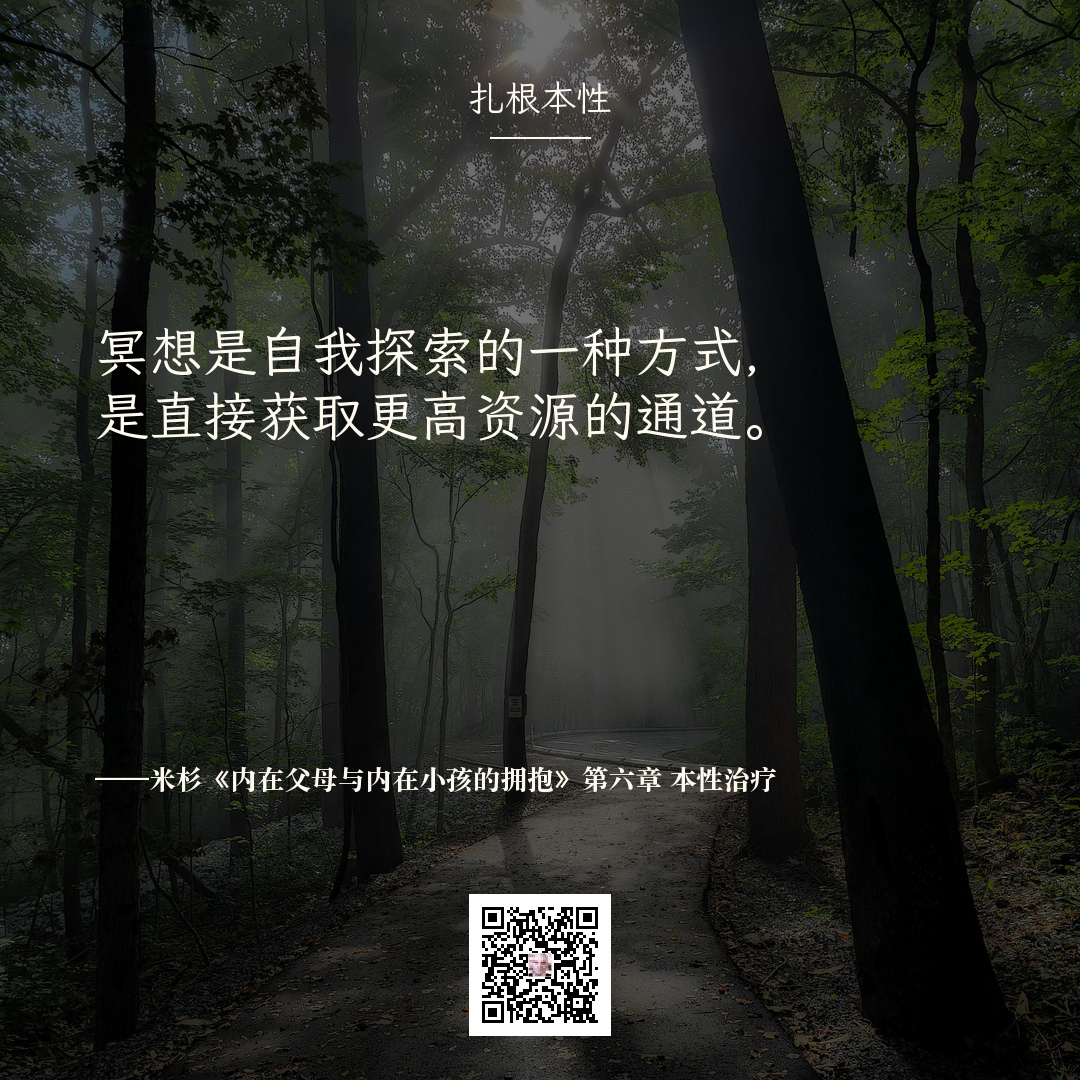 扎根本性
冥想是自我探索的一种方式,
是直接获取更高资源的通道。
——米杉《内在父母与内在小孩的拥抱》第六章 本性治疗